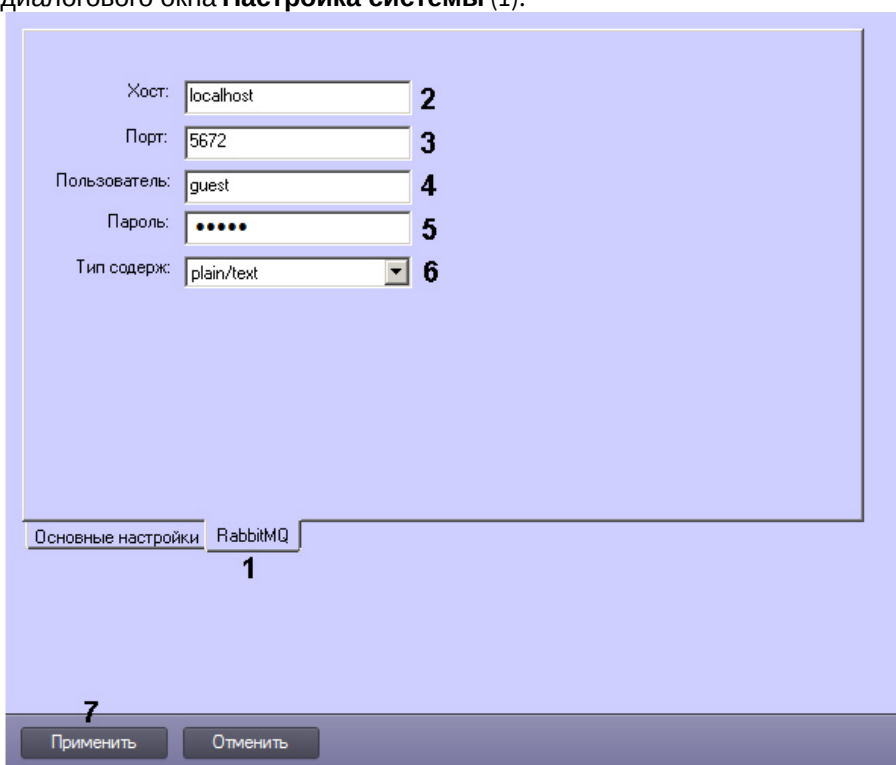 диалогового окна Настройка системы (1).
Хост: localhost 2
Порт: 5672 3
Пользователь: guest 4
Пароль: ••••• 5
Тип содерж: plain/text 6
Основные настройки RabbitMQ
1
7
Применить Отменить